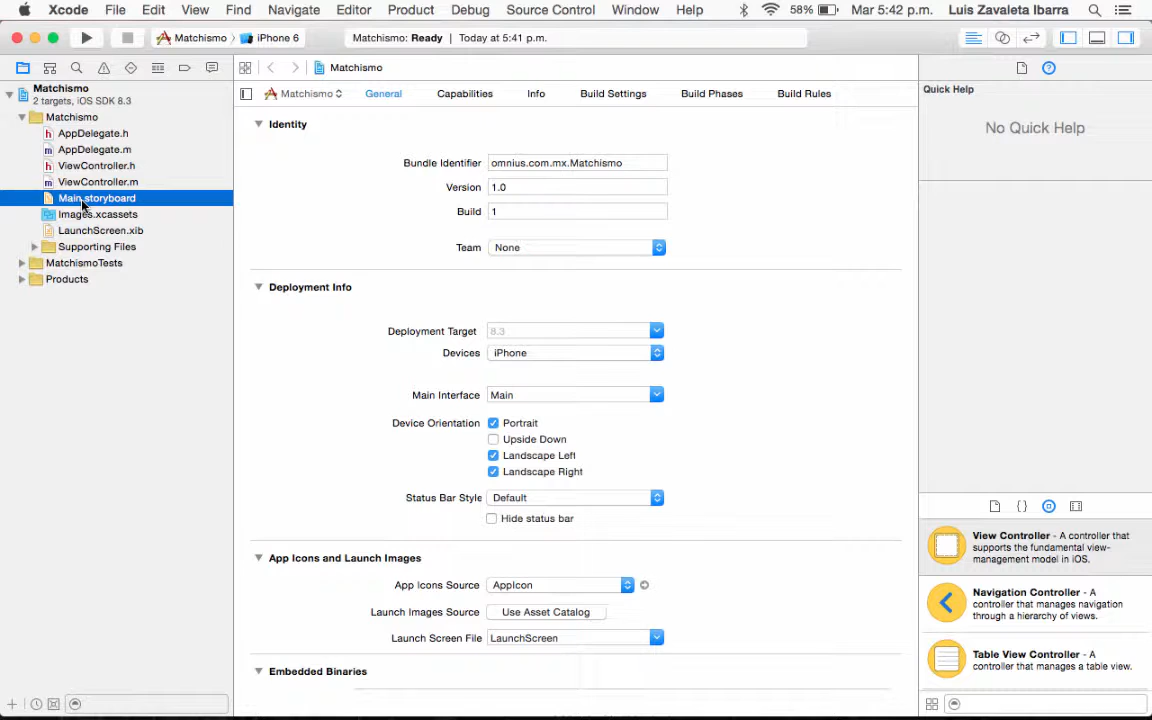 Xcode File Edit View Find Navigate Editor Product Debug Source Control Window Help 58% Mar 5:42 p.m. Luis Zavaleta Ibarra
Matchismo iPhone 6 Matchismo: Ready Today at 5:41 p.m.
Matchismo
2 targets, iOS SDK 8.3
Matchismo
h AppDelegate.h
m AppDelegate.m
h ViewController.h
m ViewController.m
Main.storyboard
Images.xcassets
LaunchScreen.xib
Supporting Files
MatchismoTests
Products
Matchismo
Matchismo General Capabilities Info Build Settings Build Phases Build Rules
Identity
Bundle Identifier omnius.com.mx.Matchismo
Version 1.0
Build 1
Team None
Deployment Info
Deployment Target 8.3
Devices iPhone
Main Interface Main
Device Orientation Portrait
Upside Down
Landscape Left
Landscape Right
Status Bar Style Default
Hide status bar
App Icons and Launch Images
App Icons Source AppIcon
Launch Images Source Use Asset Catalog
Launch Screen File LaunchScreen
Embedded Binaries
Quick Help
No Quick Help
{ }
View Controller - A controller that
supports the fundamental view-
management model in iOS.
Navigation Controller - A
controller that manages navigation
through a hierarchy of views.
Table View Controller - A
controller that manages a table view.